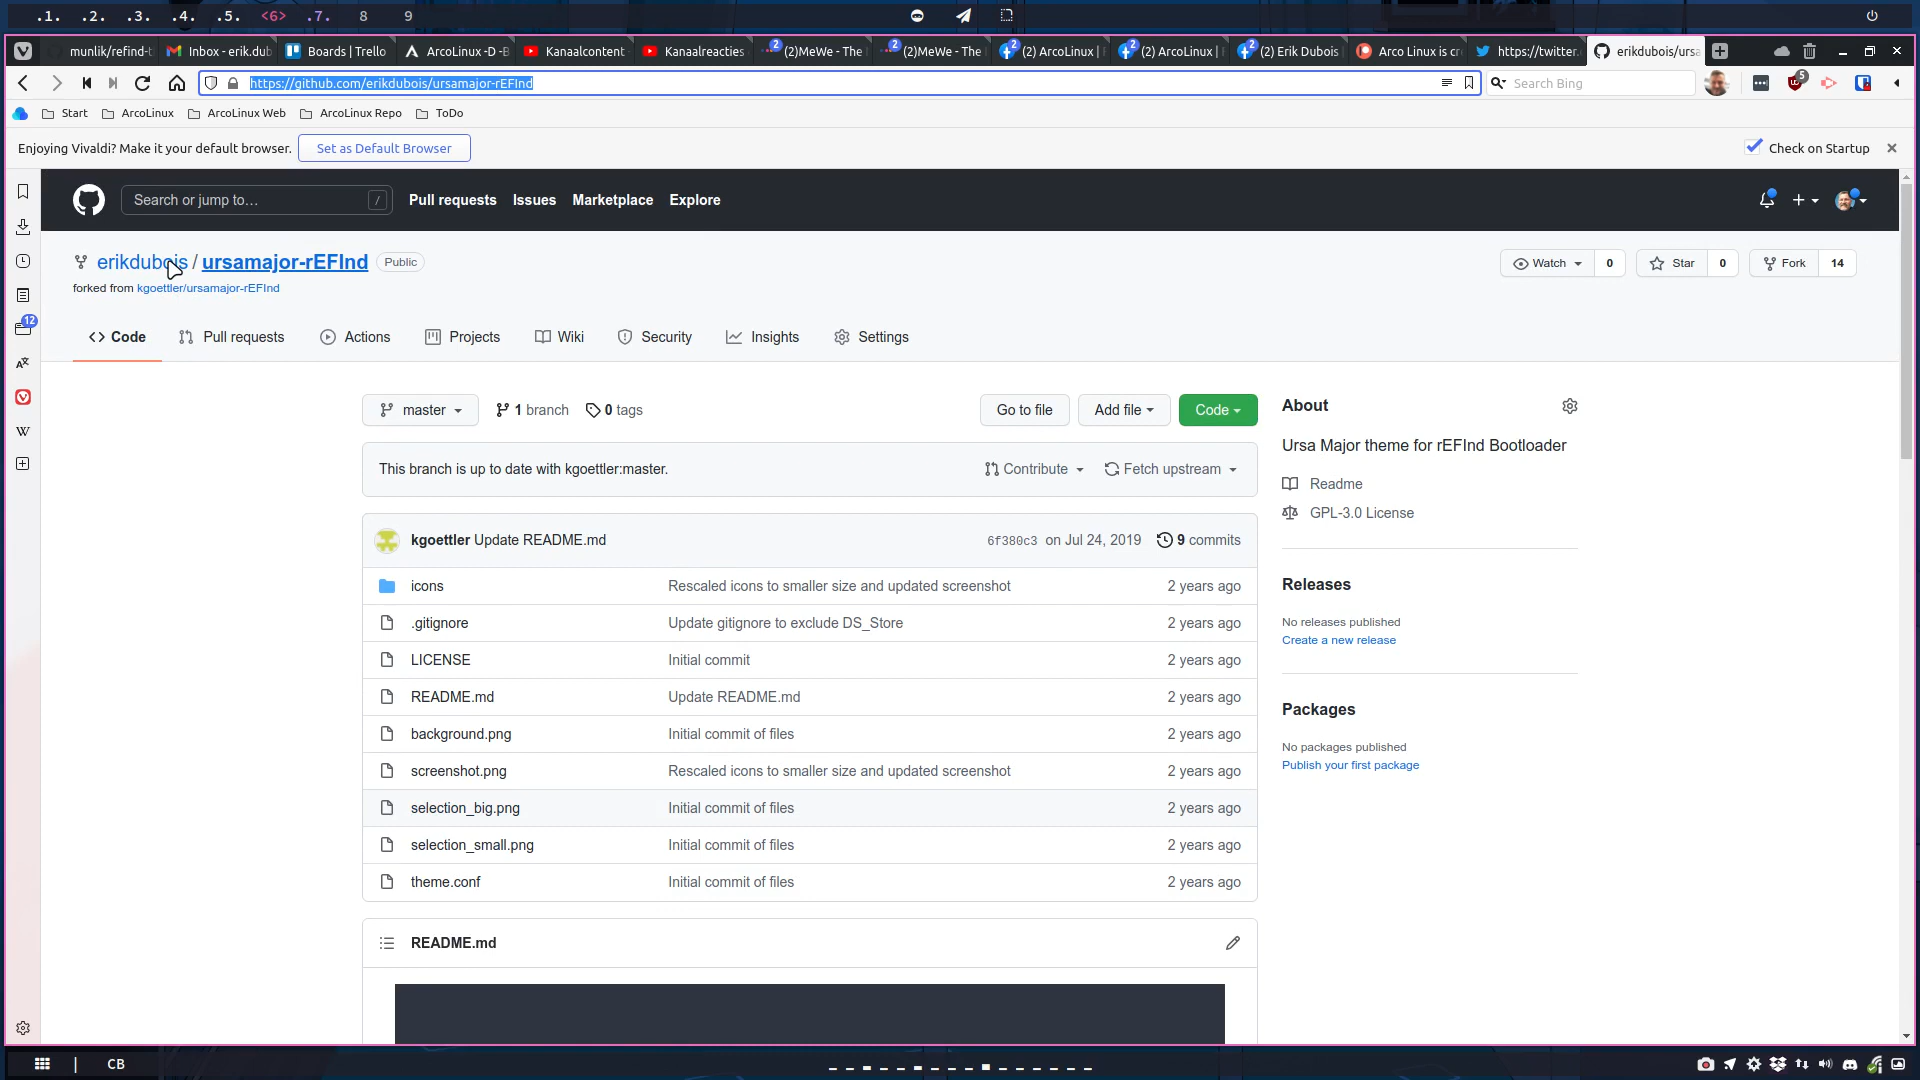 .1. .2. .3. .4. .5. <6> .7. 8 9
munlik/refind-t Inbox - erik.dub Boards | Trello ArcoLinux -D -B Kanaalcontent Kanaalreacties (2)MeWe - The (2)MeWe - The (2) ArcoLinux | F (2) ArcoLinux | (2) Erik Dubois Arco Linux is cr https://twitter. erikdubois/ursa
https://github.com/erikdubois/ursamajor-rEFInd Search Bing 5
Start ArcoLinux ArcoLinux Web ArcoLinux Repo ToDo
Enjoying Vivaldi? Make it your default browser. Set as Default Browser Check on Startup
Search or jump to... / Pull requests Issues Marketplace Explore
erikdubois / ursamajor-rEFInd Public Watch 0 Star 0 Fork 14
forked from kgoettler/ursamajor-rEFInd
12
Code Pull requests Actions Projects Wiki Security Insights Settings
master 1 branch 0 tags Go to file Add file Code
About
Ursa Major theme for rEFInd Bootloader
This branch is up to date with kgoettler:master. Contribute Fetch upstream
Readme
GPL-3.0 License
kgoettler Update README.md 6f380c3 on Jul 24, 2019 9 commits
icons Rescaled icons to smaller size and updated screenshot 2 years ago
.gitignore Update gitignore to exclude DS_Store 2 years ago
LICENSE Initial commit 2 years ago
README.md Update README.md 2 years ago
background.png Initial commit of files 2 years ago
screenshot.png Rescaled icons to smaller size and updated screenshot 2 years ago
selection_big.png Initial commit of files 2 years ago
selection_small.png Initial commit of files 2 years ago
theme.conf Initial commit of files 2 years ago
Releases
No releases published
Create a new release
Packages
No packages published
Publish your first package
README.md
CB